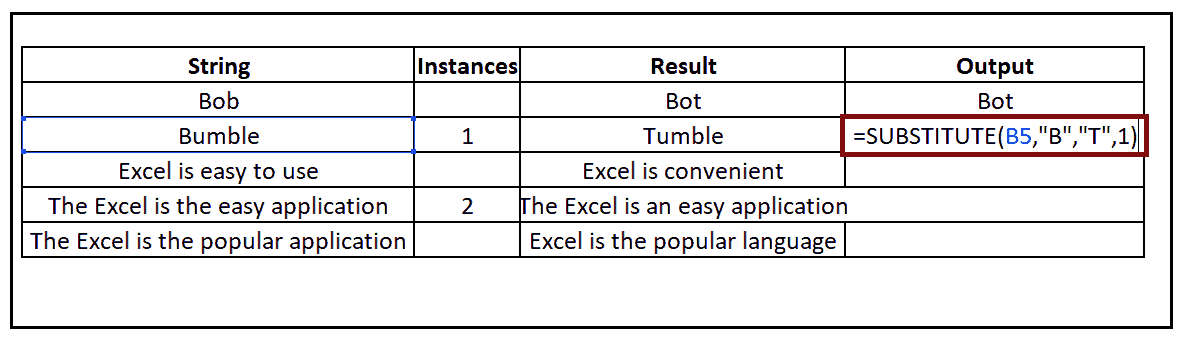 String Instances Result Output
Bob Bot Bot
Bumble 1 Tumble =SUBSTITUTE(B5,"B","T",1)
Excel is easy to use Excel is convenient
The Excel is the easy application 2 The Excel is an easy application
The Excel is the popular application Excel is the popular language